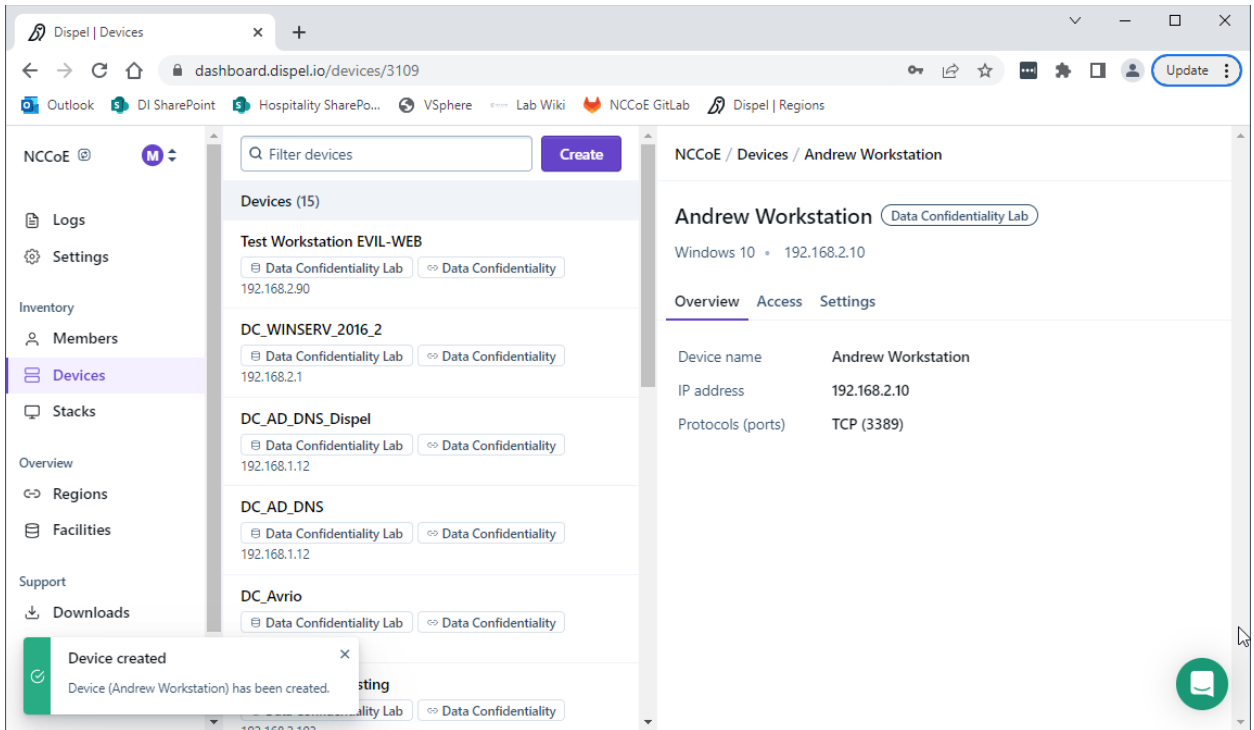 Dispel | Devices
dashboard.dispel.io/devices/3109
Update
Outlook DI SharePoint Hospitality SharePo... VSphere Lab Wiki NCCoE GitLab Dispel | Regions
NCCoE M
Logs
Settings
Inventory
Members
Devices
Stacks
Overview
Regions
Facilities
Support
Downloads
Filter devices Create
Devices (15)
Test Workstation EVIL-WEB
Data Confidentiality Lab Data Confidentiality
192.168.2.90
DC_WINSERV_2016_2
Data Confidentiality Lab Data Confidentiality
192.168.2.1
DC_AD_DNS_Dispel
Data Confidentiality Lab Data Confidentiality
192.168.1.12
DC_AD_DNS
Data Confidentiality Lab Data Confidentiality
192.168.1.12
DC_Avrio
Data Confidentiality Lab Data Confidentiality
sting
ality Lab Data Confidentiality
NCCoE / Devices / Andrew Workstation
Andrew Workstation Data Confidentiality Lab
Windows 10 • 192.168.2.10
Overview Access Settings
Device name Andrew Workstation
IP address 192.168.2.10
Protocols (ports) TCP (3389)
Device created
Device (Andrew Workstation) has been created.